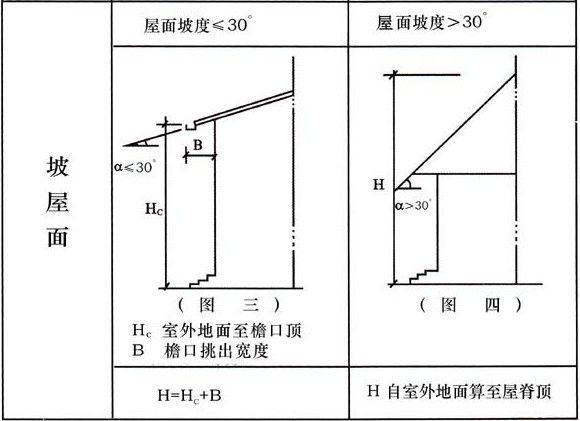 屋面坡度≤30°
屋面坡度>30°
坡屋面
B
α≤30°
Hc
H
α>30°
(图 三)
(图 四)
Hc 室外地面至檐口顶
B 檐口挑出宽度
H=Hc+B
H 自室外地面算至屋脊顶